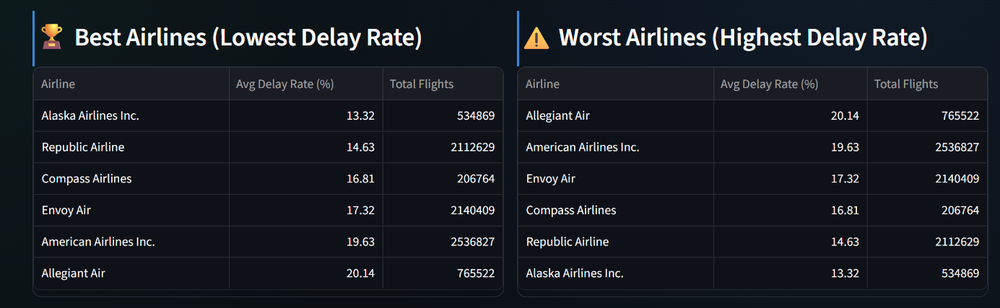 🏆 Best Airlines (Lowest Delay Rate)
Airline Avg Delay Rate (%) Total Flights
Alaska Airlines Inc. 13.32 534869
Republic Airline 14.63 2112629
Compass Airlines 16.81 206764
Envoy Air 17.32 2140409
American Airlines Inc. 19.63 2536827
Allegiant Air 20.14 765522
⚠️ Worst Airlines (Highest Delay Rate)
Airline Avg Delay Rate (%) Total Flights
Allegiant Air 20.14 765522
American Airlines Inc. 19.63 2536827
Envoy Air 17.32 2140409
Compass Airlines 16.81 206764
Republic Airline 14.63 2112629
Alaska Airlines Inc. 13.32 534869